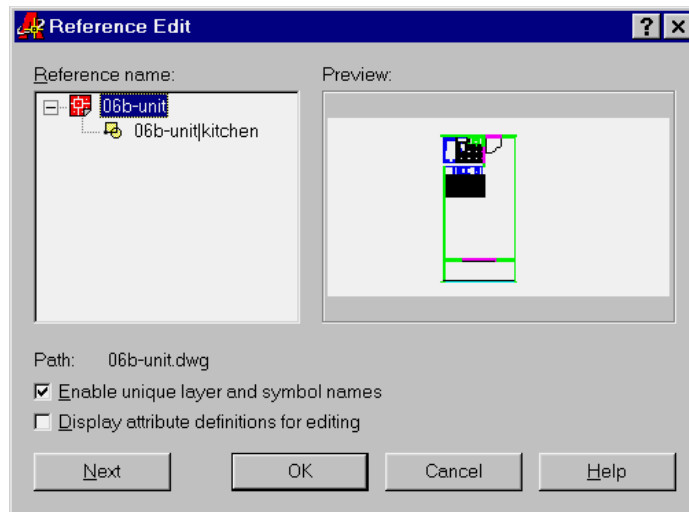 Reference Edit
Reference name:
Preview:
06b-unit
06b-unit|kitchen
Path: 06b-unit.dwg
Enable unique layer and symbol names
Display attribute definitions for editing
Next OK Cancel Help